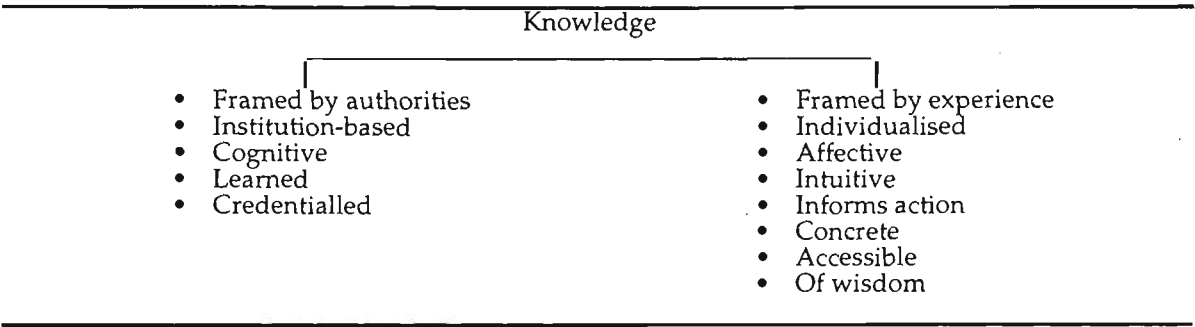 Knowledge
• Framed by authorities
• Institution-based
• Cognitive
• Learned
• Credentialled
• Framed by experience
• Individualised
• Affective
• Intuitive
• Informs action
• Concrete
• Accessible
• Of wisdom